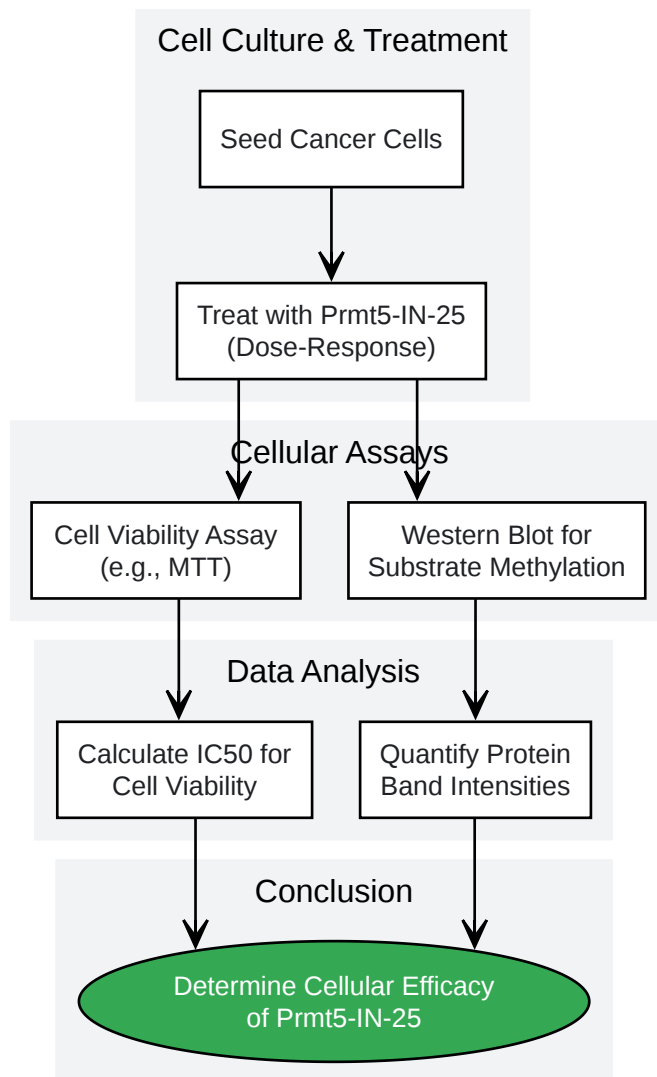 Cell Culture & Treatment
Seed Cancer Cells
Treat with Prmt5-IN-25
(Dose-Response)
Cellular Assays
Cell Viability Assay
(e.g., MTT)
Western Blot for
Substrate Methylation
Data Analysis
Calculate IC50 for
Cell Viability
Quantify Protein
Band Intensities
Conclusion
Determine Cellular Efficacy
of Prmt5-IN-25